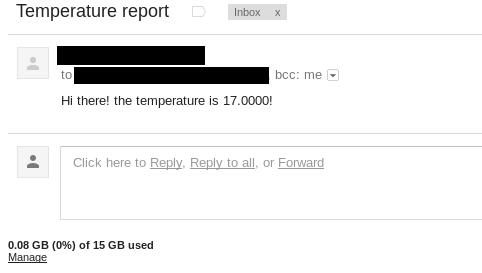 Temperature report
Inbox x
to bcc: me
Hi there! the temperature is 17.0000!
Click here to Reply, Reply to all, or Forward
0.08 GB (0%) of 15 GB used
Manage